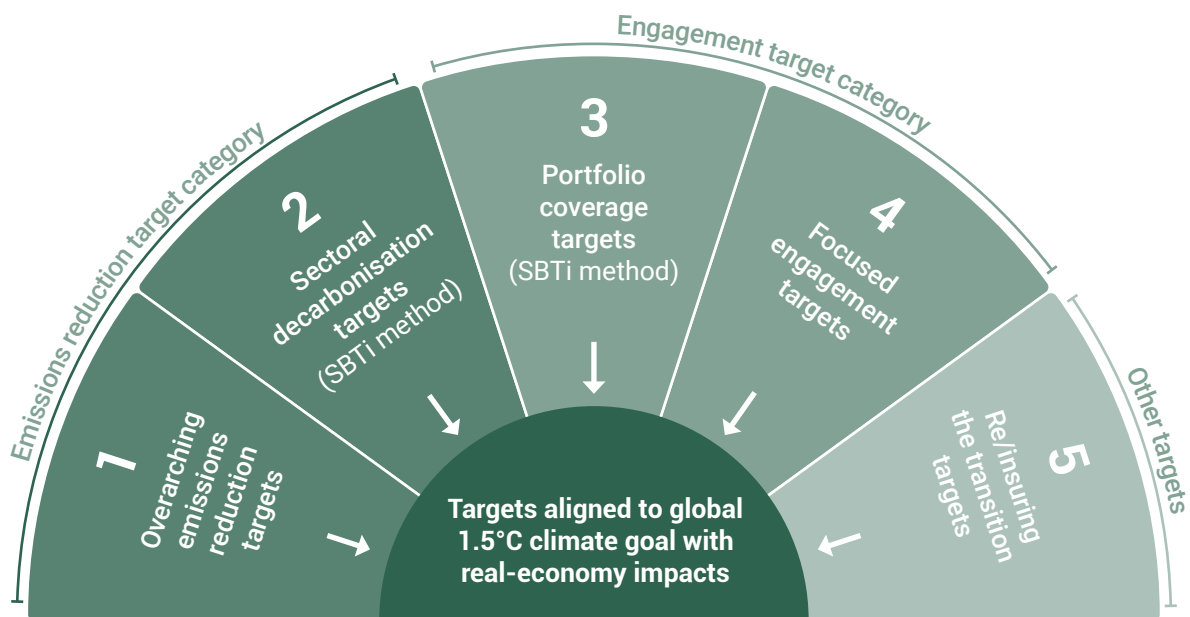 Emissions reduction target category
Engagement target category
Other targets
1
Overarching
emissions
reduction
targets
2
Sectoral
decarbonisation
targets
(SBTi method)
3
Portfolio
coverage
targets
(SBTi method)
4
Focused
engagement
targets
5
Re/insuring
the transition
targets
Targets aligned to global
1.5°C climate goal with
real-economy impacts